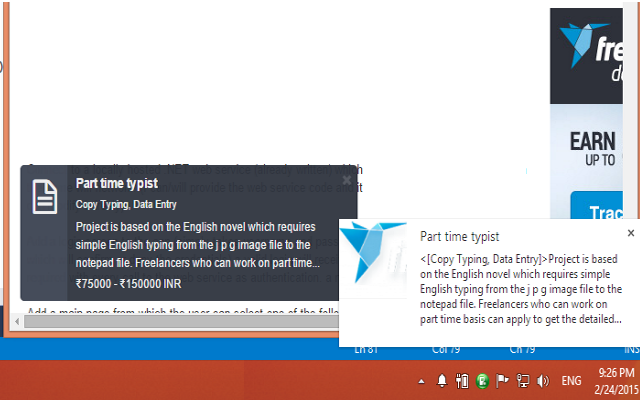 fre
d
EARN
UP TO
Trac
Part time typist
Copy Typing, Data Entry
Project is based on the English novel which requires
simple English typing from the j p g image file to the
notepad file. Freelancers who can work on part time...
₹75000 - ₹150000 INR
Part time typist
<[Copy Typing, Data Entry]>Project is based
on the English novel which requires simple
English typing from the j p g image file to the
notepad file. Freelancers who can work on
part time basis can apply to get the detailed...
Add a main page from which the user can select one of the follo
Ln 81 Col 79 Ch 79 INS
ENG 9:26 PM
2/24/2015